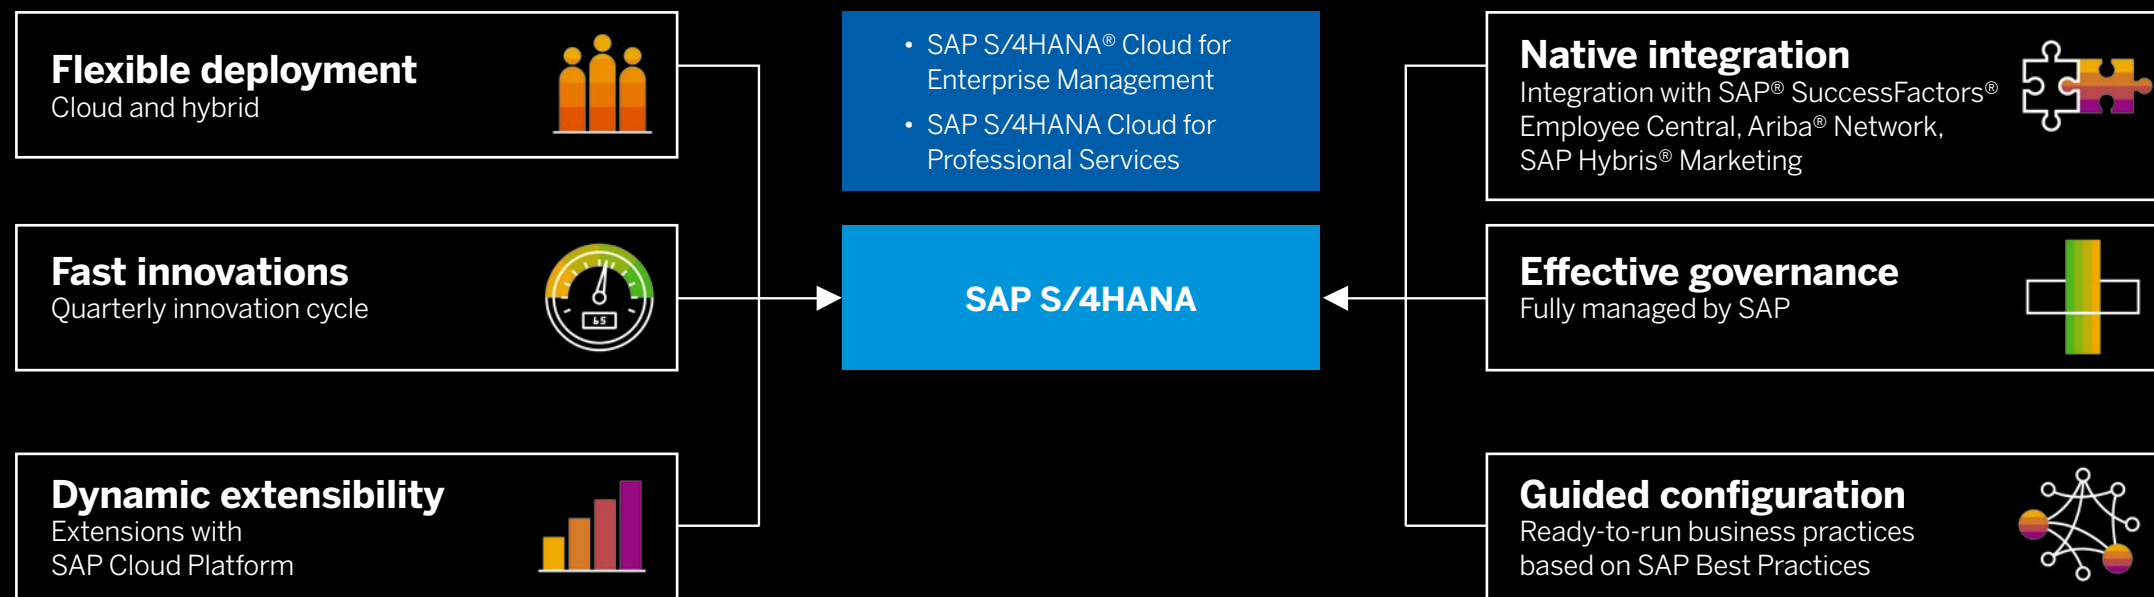 Flexible deployment
Cloud and hybrid
Fast innovations
Quarterly innovation cycle
65
Dynamic extensibility
Extensions with
SAP Cloud Platform
• SAP S/4HANA® Cloud for
Enterprise Management
• SAP S/4HANA Cloud for
Professional Services
SAP S/4HANA
Native integration
Integration with SAP® SuccessFactors®
Employee Central, Ariba® Network,
SAP Hybris® Marketing
Effective governance
Fully managed by SAP
Guided configuration
Ready-to-run business practices
based on SAP Best Practices